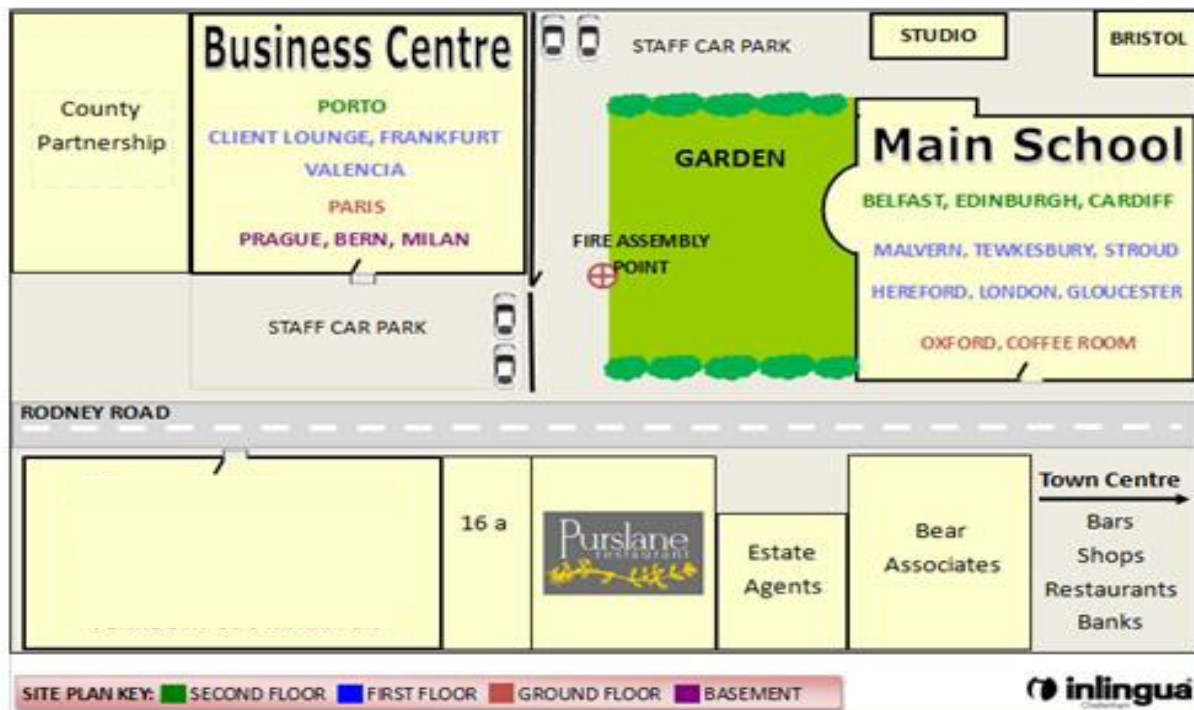 County
Partnership
Business Centre
PORTO
CLIENT LOUNGE, FRANKFURT
VALENCIA
PARIS
PRAGUE, BERN, MILAN
STAFF CAR PARK
STAFF CAR PARK
STUDIO
BRISTOL
GARDEN
FIRE ASSEMBLY
POINT
Main School
BELFAST, EDINBURGH, CARDIFF
MALVERN, TEWKESBURY, STROUD
HEREFORD, LONDON, GLOUCESTER
OXFORD, COFFEE ROOM
RODNEY ROAD
16 a
Purslane
restaurant
Estate
Agents
Bear
Associates
Town Centre
Bars
Shops
Restaurants
Banks
SITE PLAN KEY: SECOND FLOOR FIRST FLOOR GROUND FLOOR BASEMENT
inlingua
Cheltenham